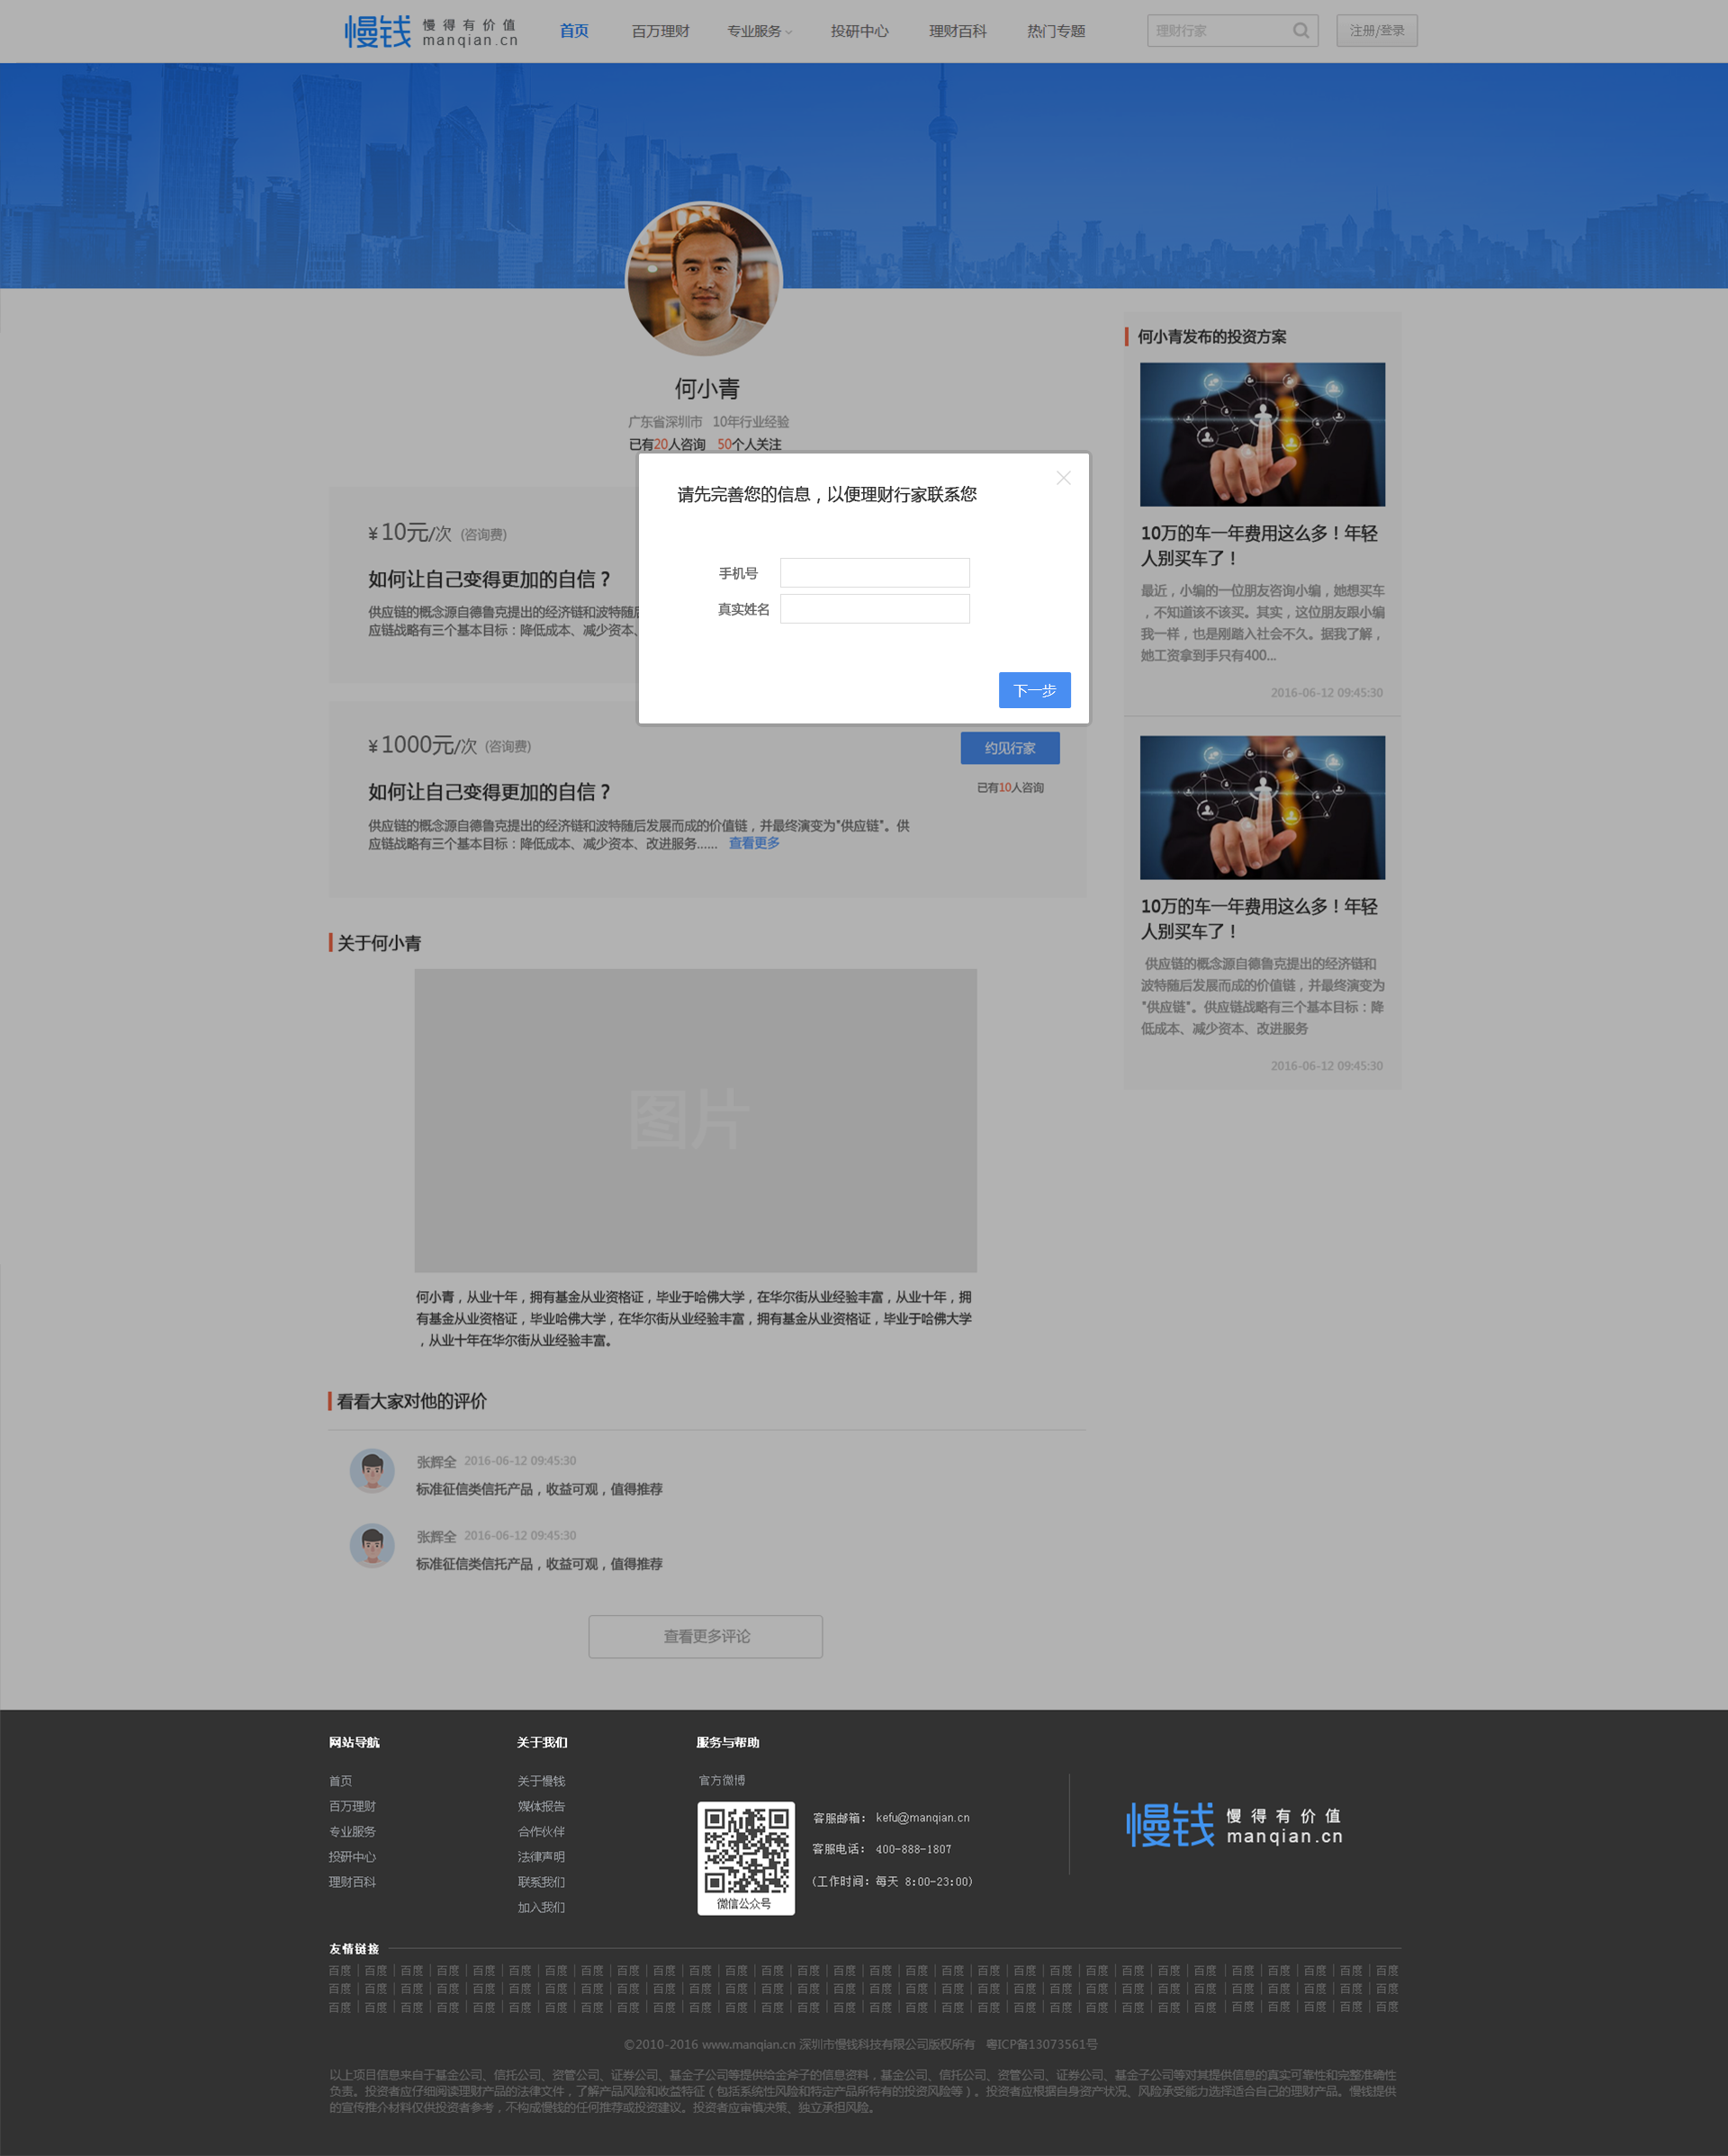 慢钱 慢得有价值
manqian.cn
首页 百万理财 专业服务 投研中心 理财百科 热门专题
理财行家
注册/登录
何小青
广东省深圳市 10年行业经验
已有20人咨询 50个人关注
请先完善您的信息，以便理财行家联系您
手机号
真实姓名
下一步
¥10元/次 (咨询费)
如何让自己变得更加的自信？
供应链的概念源自德鲁克提出的经济链和波特随后
应链战略有三个基本目标：降低成本、减少资本、
¥1000元/次 (咨询费)
约见行家
已有10人咨询
如何让自己变得更加的自信？
供应链的概念源自德鲁克提出的经济链和波特随后发展而成的价值链，并最终演变为"供应链"。供
应链战略有三个基本目标：降低成本、减少资本、改进服务...... 查看更多
何小青发布的投资方案
10万的车一年费用这么多！年轻
人别买车了！
最近，小编的一位朋友咨询小编，她想买车
，不知道该不该买。其实，这位朋友跟小编
我一样，也是刚踏入社会不久。据我了解，
她工资拿到手只有400...
2016-06-12 09:45:30
10万的车一年费用这么多！年轻
人别买车了！
供应链的概念源自德鲁克提出的经济链和
波特随后发展而成的价值链，并最终演变为
"供应链"。供应链战略有三个基本目标：降
低成本、减少资本、改进服务
2016-06-12 09:45:30
关于何小青
图片
何小青，从业十年，拥有基金从业资格证，毕业于哈佛大学，在华尔街从业经验丰富，从业十年，拥
有基金从业资格证，毕业哈佛大学，在华尔街从业经验丰富，拥有基金从业资格证，毕业于哈佛大学
，从业十年在华尔街从业经验丰富。
看看大家对他的评价
张辉全 2016-06-12 09:45:30
标准征信类信托产品，收益可观，值得推荐
张辉全 2016-06-12 09:45:30
标准征信类信托产品，收益可观，值得推荐
查看更多评论
网站导航
首页
百万理财
专业服务
投研中心
理财百科
关于我们
关于慢钱
媒体报告
合作伙伴
法律声明
联系我们
加入我们
服务与帮助
官方微博
微信公众号
客服邮箱： kefu@manqian.cn
客服电话： 400-888-1807
(工作时间：每天 8:00-23:00)
慢钱 慢得有价值
manqian.cn
友情链接
百度 | 百度 | 百度 | 百度 | 百度 | 百度 | 百度 | 百度 | 百度 | 百度 | 百度 | 百度 | 百度 | 百度 | 百度 | 百度 | 百度 | 百度 | 百度 | 百度 | 百度 | 百度 | 百度 | 百度 | 百度 | 百度 | 百度 | 百度 | 百度 | 百度
百度 | 百度 | 百度 | 百度 | 百度 | 百度 | 百度 | 百度 | 百度 | 百度 | 百度 | 百度 | 百度 | 百度 | 百度 | 百度 | 百度 | 百度 | 百度 | 百度 | 百度 | 百度 | 百度 | 百度 | 百度 | 百度 | 百度 | 百度 | 百度 | 百度
百度 | 百度 | 百度 | 百度 | 百度 | 百度 | 百度 | 百度 | 百度 | 百度 | 百度 | 百度 | 百度 | 百度 | 百度 | 百度 | 百度 | 百度 | 百度 | 百度 | 百度 | 百度 | 百度 | 百度 | 百度 | 百度 | 百度 | 百度 | 百度 | 百度
©2010-2016 www.manqian.cn 深圳市慢钱科技有限公司版权所有 粤ICP备13073561号
以上项目信息来自于基金公司、信托公司、资管公司、证券公司、基金子公司等提供给金斧子的信息资料，基金公司、信托公司、资管公司、证券公司、基金子公司等对其提供信息的真实可靠性和完整准确性
负责。投资者应仔细阅读理财产品的法律文件，了解产品风险和收益特征（包括系统性风险和特定产品所特有的投资风险等）。投资者应根据自身资产状况、风险承受能力选择适合自己的理财产品。慢钱提供
的宣传推介材料仅供投资者参考，不构成慢钱的任何推荐或投资建议。投资者应审慎决策、独立承担风险。